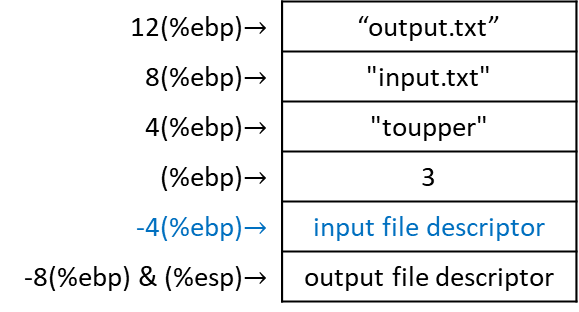 12(%ebp)→ “output.txt”
8(%ebp)→ "input.txt"
4(%ebp)→ "toupper"
(%ebp)→ 3
-4(%ebp)→ input file descriptor
-8(%ebp) & (%esp)→ output file descriptor